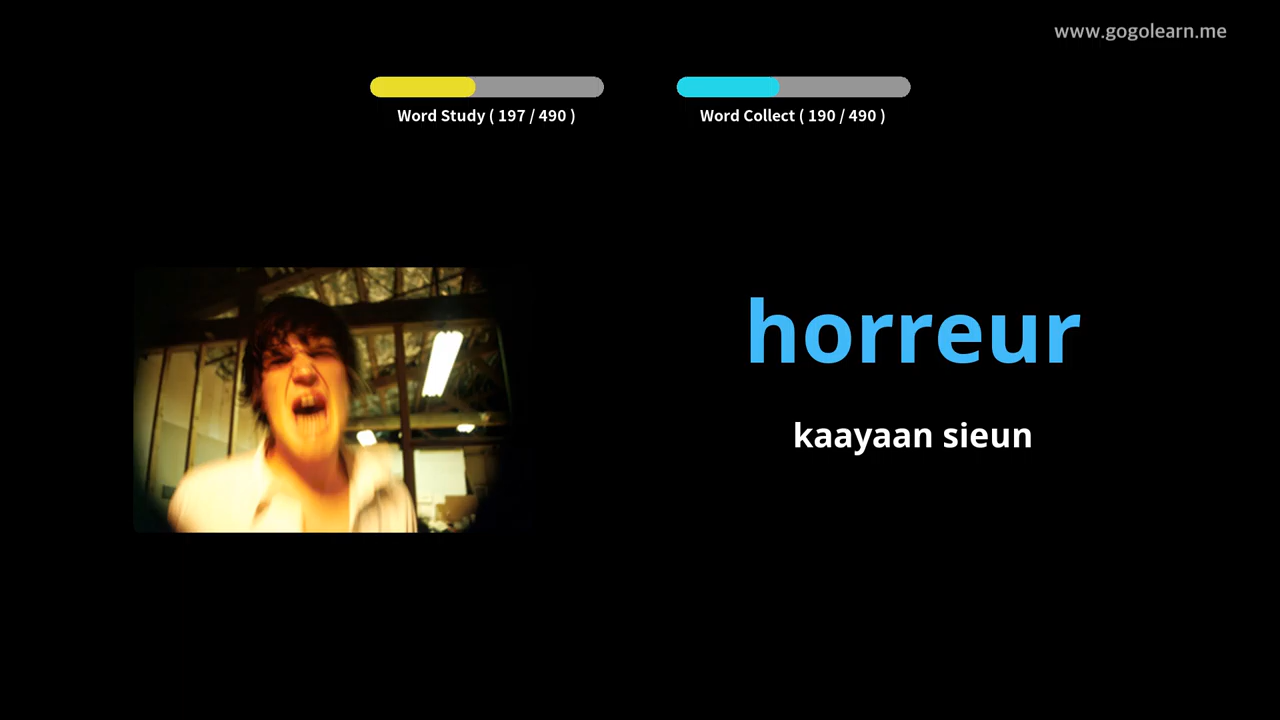 www.gogolearn.me
Word Study ( 197 / 490 )
Word Collect ( 190 / 490 )
horreur
kaayaan sieun